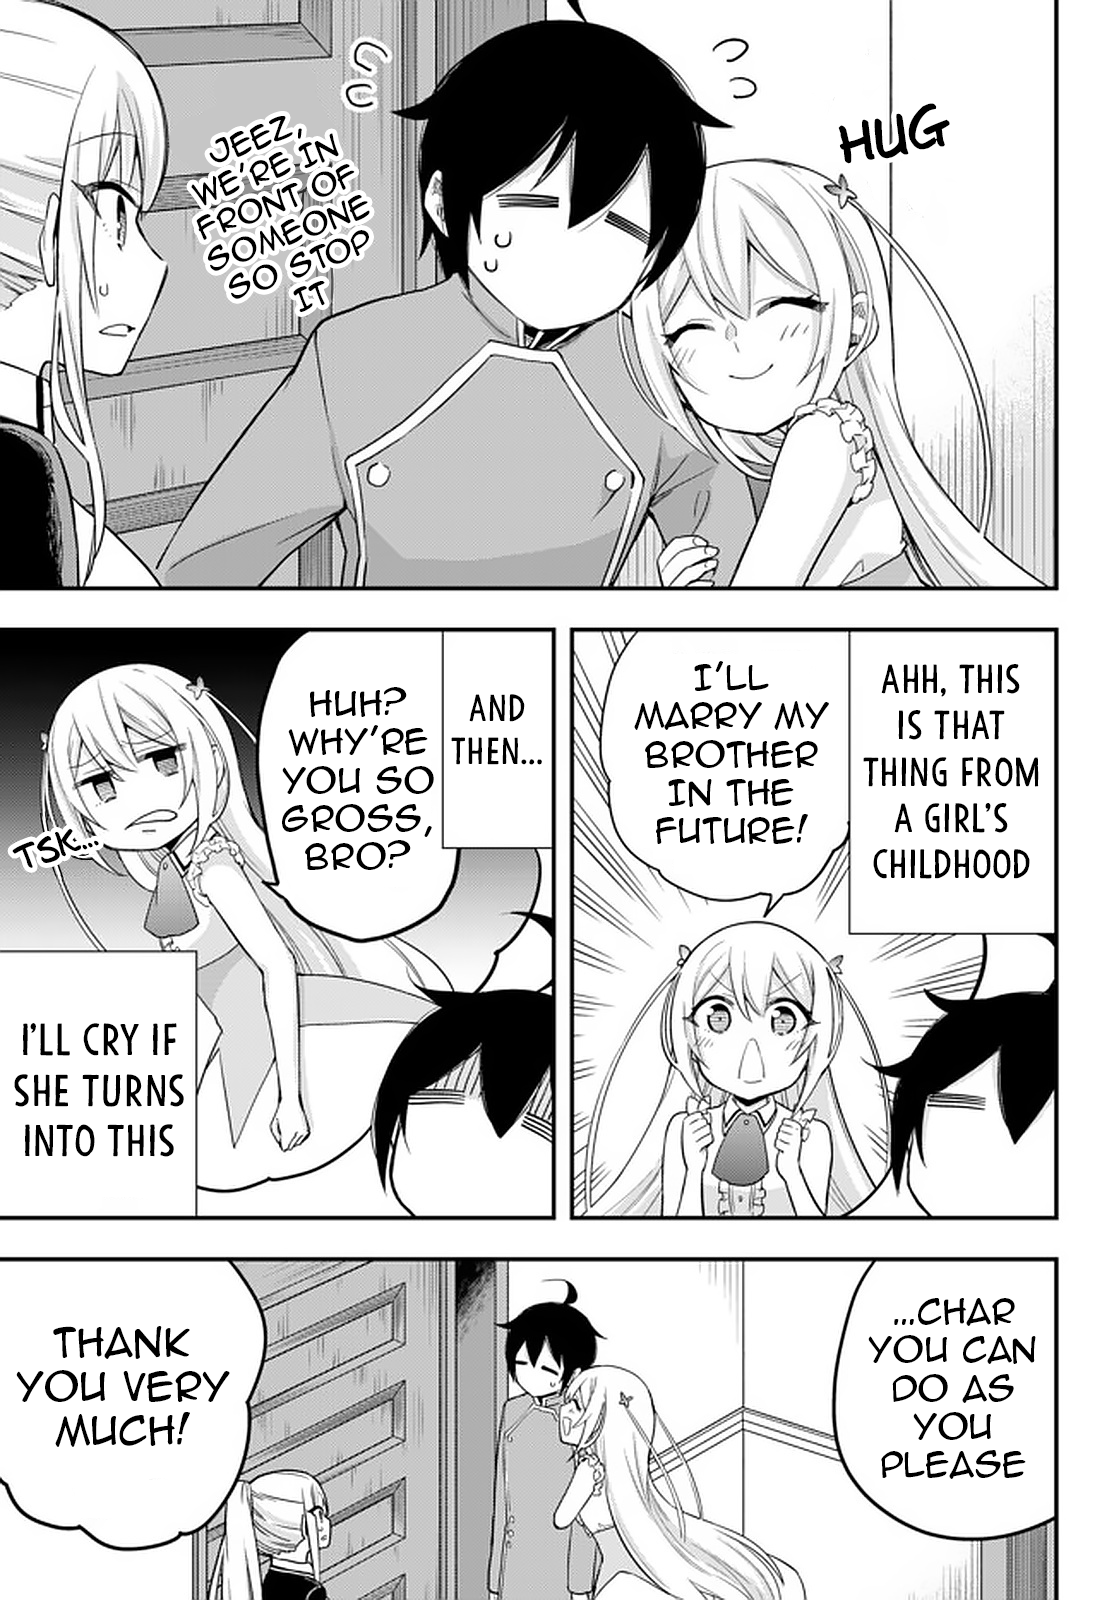 HUG
JEEZ,
WE'RE IN
FRONT OF
SOMEONE
SO STOP
IT
AHH, THIS
IS THAT
THING FROM
A GIRL'S
CHILDHOOD
I'LL
MARRY MY
BROTHER
IN THE
FUTURE!
AND
THEN...
HUH?
WHY'RE
YOU SO
GROSS,
BRO?
TSK...
I'LL CRY IF
SHE TURNS
INTO THIS
...CHAR
YOU CAN
DO AS
YOU
PLEASE
THANK
YOU VERY
MUCH!